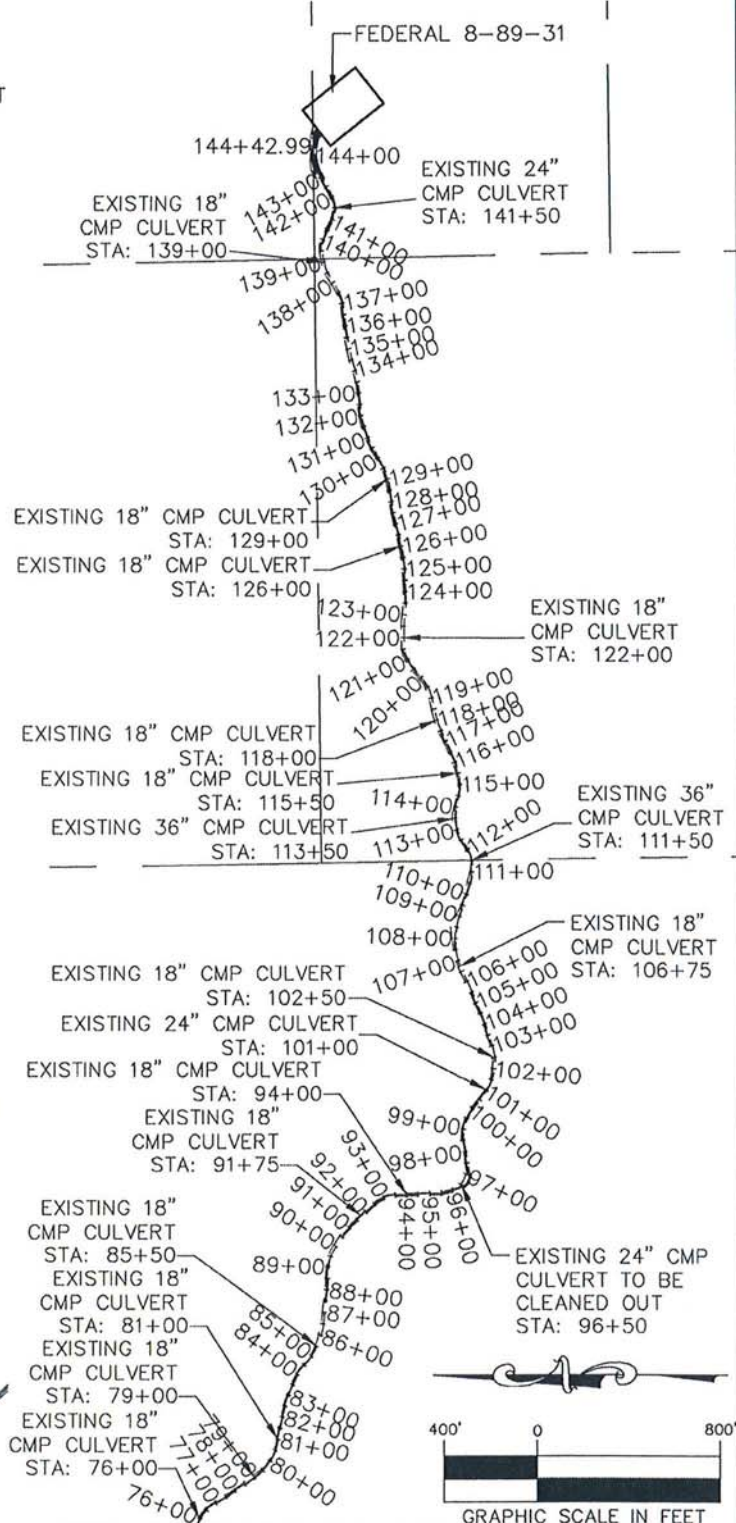 FEDERAL 8-89-31
T
144+42.99
144+00
EXISTING 24"
CMP CULVERT
STA: 141+50
EXISTING 18"
CMP CULVERT
STA: 139+00
143+00
142+00
141+00
140+00
139+00
138+00
137+00
136+00
135+00
134+00
133+00
132+00
131+00
130+00
129+00
128+00
127+00
126+00
125+00
124+00
EXISTING 18" CMP CULVERT
STA: 129+00
EXISTING 18" CMP CULVERT
STA: 126+00
123+00
122+00
EXISTING 18"
CMP CULVERT
STA: 122+00
121+00
120+00
119+00
118+00
117+00
116+00
115+00
EXISTING 18" CMP CULVERT
STA: 118+00
EXISTING 18" CMP CULVERT
STA: 115+50
EXISTING 36" CMP CULVERT
STA: 113+50
114+00
113+00
112+00
EXISTING 36"
CMP CULVERT
STA: 111+50
111+00
110+00
109+00
108+00
107+00
EXISTING 18"
CMP CULVERT
STA: 106+75
106+00
105+00
104+00
103+00
EXISTING 18" CMP CULVERT
STA: 102+50
EXISTING 24" CMP CULVERT
STA: 101+00
102+00
101+00
100+00
99+00
98+00
97+00
EXISTING 18" CMP CULVERT
STA: 94+00
EXISTING 18"
CMP CULVERT
STA: 91+75
96+00
95+00
94+00
93+00
92+00
91+00
90+00
89+00
88+00
87+00
86+00
EXISTING 24" CMP
CULVERT TO BE
CLEANED OUT
STA: 96+50
EXISTING 18"
CMP CULVERT
STA: 85+50
85+00
84+00
83+00
82+00
81+00
80+00
EXISTING 18"
CMP CULVERT
STA: 81+00
EXISTING 18"
CMP CULVERT
STA: 79+00
79+00
78+00
77+00
76+00
EXISTING 18"
CMP CULVERT
STA: 76+00
400' 0 800'
GRAPHIC SCALE IN FEET